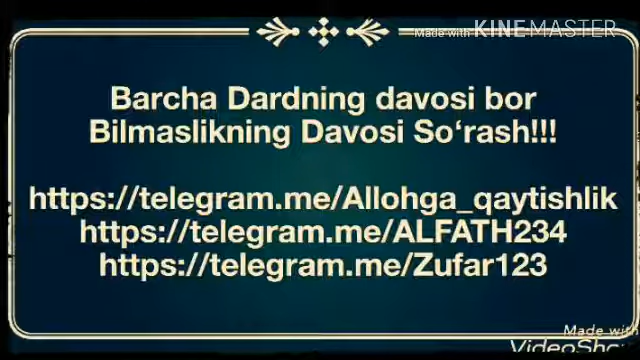 Made with KINEMASTER
Barcha Dardning davosi bor
Bilmaslikning Davosi So‘rash!!!
https://telegram.me/Allohga_qaytishlik
https://telegram.me/ALFATH234
https://telegram.me/Zufar123
Made with
VideoSho